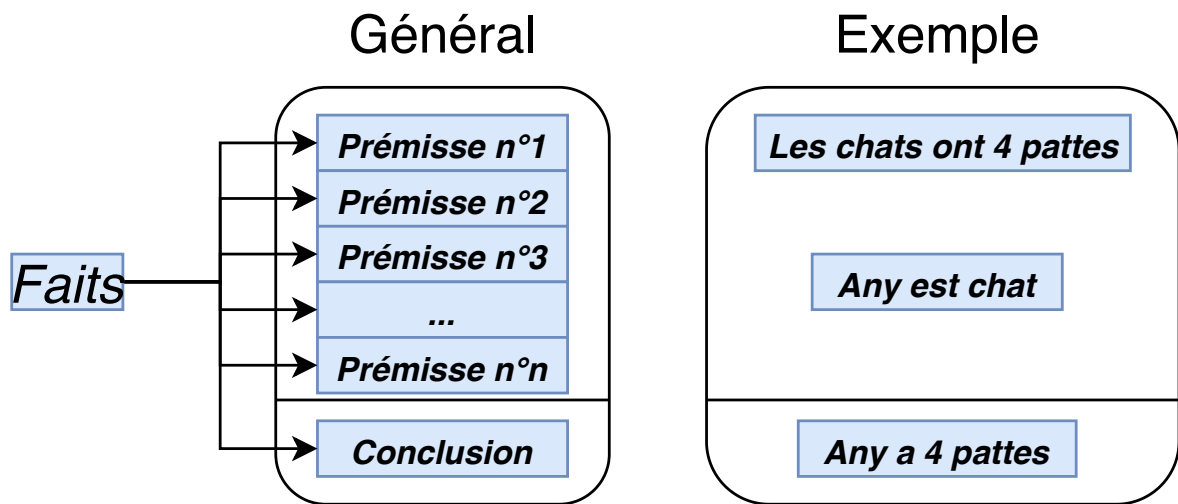 Général
Exemple
Faits
Prémisse n°1
Prémisse n°2
Prémisse n°3
...
Prémisse n°n
Conclusion
Les chats ont 4 pattes
Any est chat
Any a 4 pattes